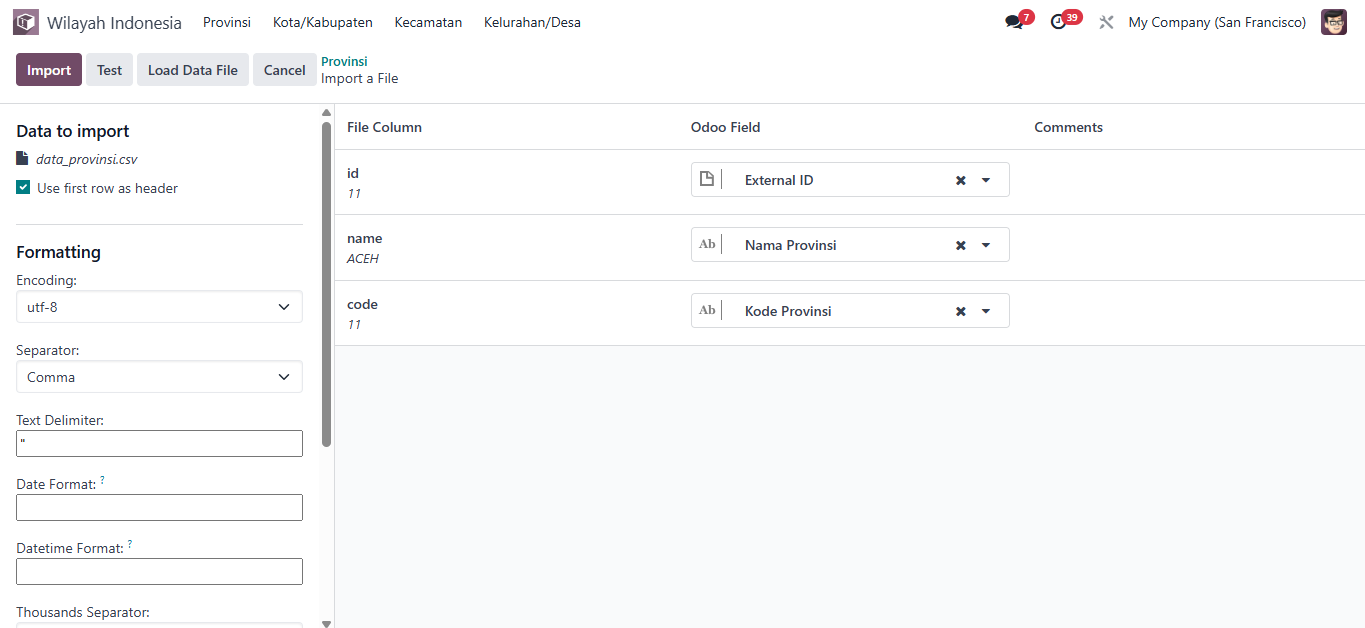 Wilayah Indonesia Provinsi Kota/Kabupaten Kecamatan Kelurahan/Desa 7 39 My Company (San Francisco)
Import Test Load Data File Cancel Provinsi
Import a File
Data to import
data_provinsi.csv
Use first row as header
Formatting
Encoding:
utf-8
Separator:
Comma
Text Delimiter:
"
Date Format: ?
Datetime Format: ?
Thousands Separator:
File Column Odoo Field Comments
id
11
External ID
name
ACEH
Ab Nama Provinsi
code
11
Ab Kode Provinsi